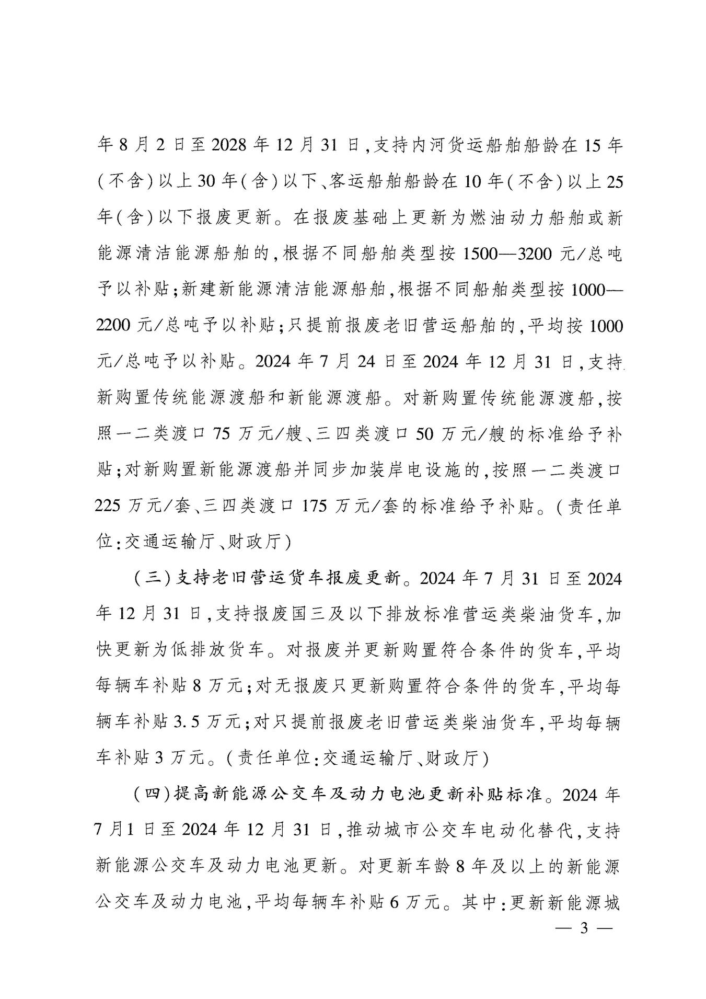 年8月2日至2028年12月31日,支持内河货运船舶船龄在15年
(不含)以上30年(含)以下、客运船舶船龄在10年(不含)以上25
年(含)以下报废更新。在报废基础上更新为燃油动力船舶或新
能源清洁能源船舶的,根据不同船舶类型按1500—3200元/总吨
予以补贴;新建新能源清洁能源船舶,根据不同船舶类型按1000—
2200元/总吨予以补贴;只提前报废老旧营运船舶的,平均按1000
元/总吨予以补贴。2024年7月24日至2024年12月31日,支持
新购置传统能源渡船和新能源渡船。对新购置传统能源渡船,按
照一二类渡口75万元/艘、三四类渡口50万元/艘的标准给予补
贴;对新购置新能源渡船并同步加装岸电设施的,按照一二类渡口
225万元/套、三四类渡口175万元/套的标准给予补贴。(责任单
位:交通运输厅、财政厅)
(三)支持老旧营运货车报废更新。2024年7月31日至2024
年12月31日,支持报废国三及以下排放标准营运类柴油货车,加
快更新为低排放货车。对报废并更新购置符合条件的货车,平均
每辆车补贴8万元;对无报废只更新购置符合条件的货车,平均每
辆车补贴3.5万元;对只提前报废老旧营运类柴油货车,平均每辆
车补贴3万元。(责任单位:交通运输厅、财政厅)
(四)提高新能源公交车及动力电池更新补贴标准。2024年
7月1日至2024年12月31日,推动城市公交车电动化替代,支持
新能源公交车及动力电池更新。对更新车龄8年及以上的新能源
公交车及动力电池,平均每辆车补贴6万元。其中:更新新能源城
— 3 —